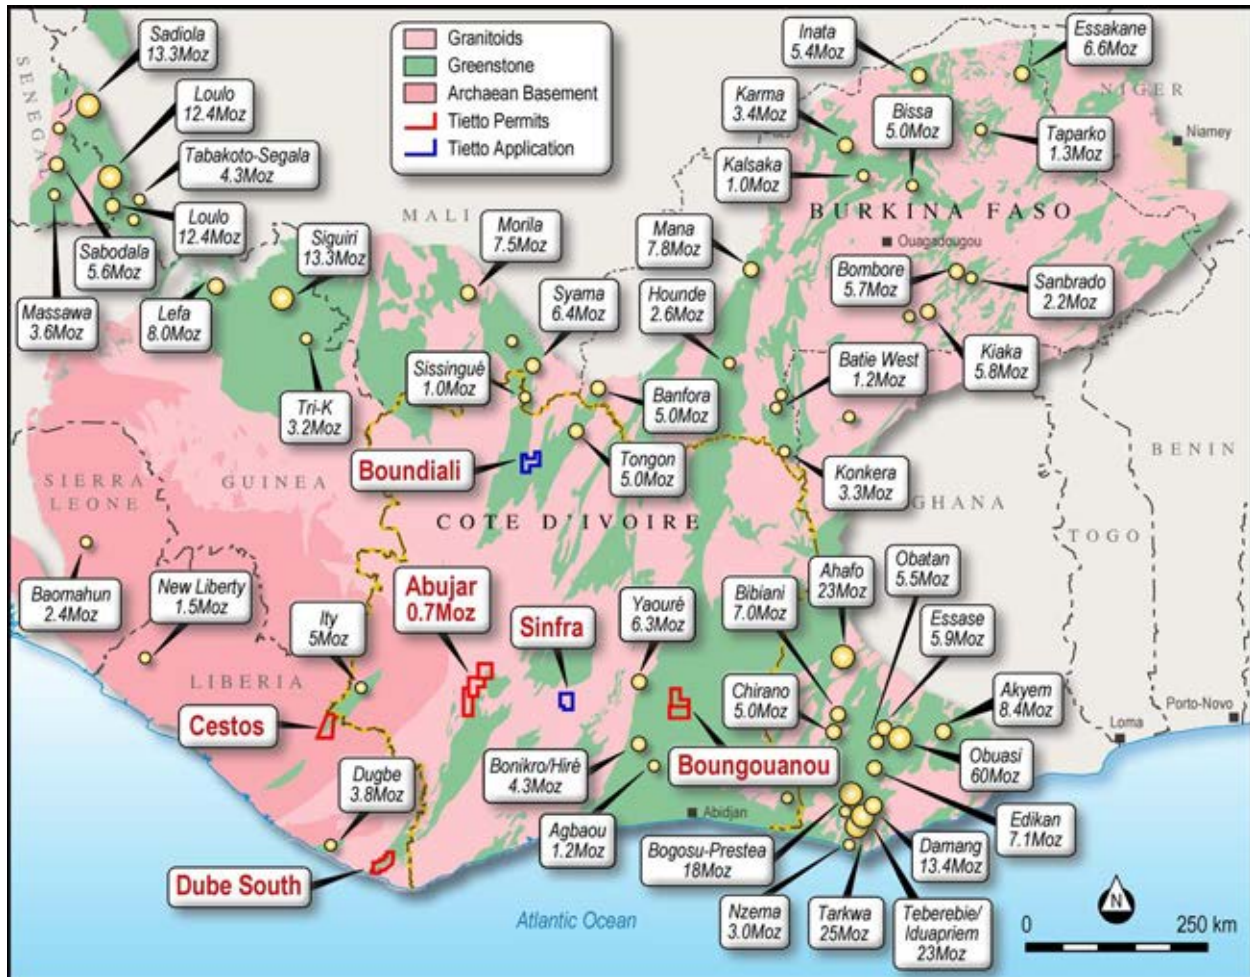 Sadiola
13.3Moz
Loulo
12.4Moz
Tabakoto-Segala
4.3Moz
Loulo
12.4Moz
Sabodala
5.6Moz
Massawa
3.6Moz
SENEGAL
Granitoids
Greenstone
Archaean Basement
Tietto Permits
Tietto Application
Inata
5.4Moz
Essakane
6.6Moz
Karma
3.4Moz
Bissa
5.0Moz
Taparko
1.3Moz
Kalsaka
1.0Moz
NIGER
Niamey
MALI
BURKINA FASO
Ouagadougou
Siguiri
13.3Moz
Morila
7.5Moz
Mana
7.8Moz
Lefa
8.0Moz
Syama
6.4Moz
Hounde
2.6Moz
Bombore
5.7Moz
Sanbrado
2.2Moz
Kiaka
5.8Moz
Batie West
1.2Moz
Sissingué
1.0Moz
Tri-K
3.2Moz
Banfora
5.0Moz
Boundiali
Tongon
5.0Moz
Konkera
3.3Moz
SIERRA
LEONE
GUINEA
COTE D'IVOIRE
GHANA
TOGO
BENIN
Baomahun
2.4Moz
New Liberty
1.5Moz
Ity
5Moz
Abujar
0.7Moz
Sinfra
Yaouré
6.3Moz
Bibiani
7.0Moz
Ahafo
23Moz
Obatan
5.5Moz
Essase
5.9Moz
Akyem
8.4Moz
LIBERIA
Cestos
Chirano
5.0Moz
Boungouanou
Obuasi
60Moz
Loma
Porto-Novo
Dugbe
3.8Moz
Bonikro/Hiré
4.3Moz
Agbaou
1.2Moz
Abidjan
Edikan
7.1Moz
Dube South
Bogosu-Prestea
18Moz
Damang
13.4Moz
Nzema
3.0Moz
Tarkwa
25Moz
Teberebie/
Iduapriem
23Moz
Atlantic Ocean
N
0 250 km